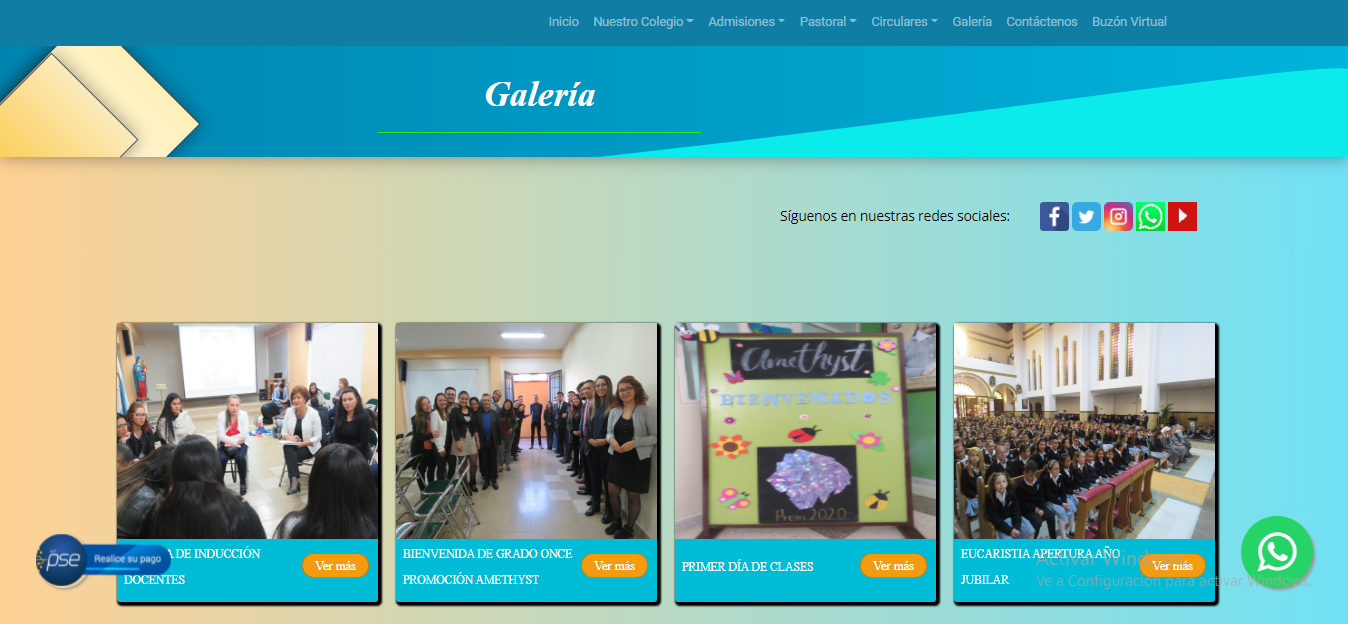 Inicio Nuestro Colegio Admisiones Pastoral Circulares Galería Contáctenos Buzón Virtual
Galería
Síguenos en nuestras redes sociales:
Amethyst
BIENVENIDOS
Prom 2020
A DE INDUCCIÓN
DOCENTES
Ver más
BIENVENIDA DE GRADO ONCE
PROMOCIÓN AMETHYST
Ver más
PRIMER DÍA DE CLASES
Ver más
EUCARISTIA APERTURA AÑO
JUBILAR
Ver más
pse Realice su pago
Activar Wind
Ve a Configuración para activar Windows.